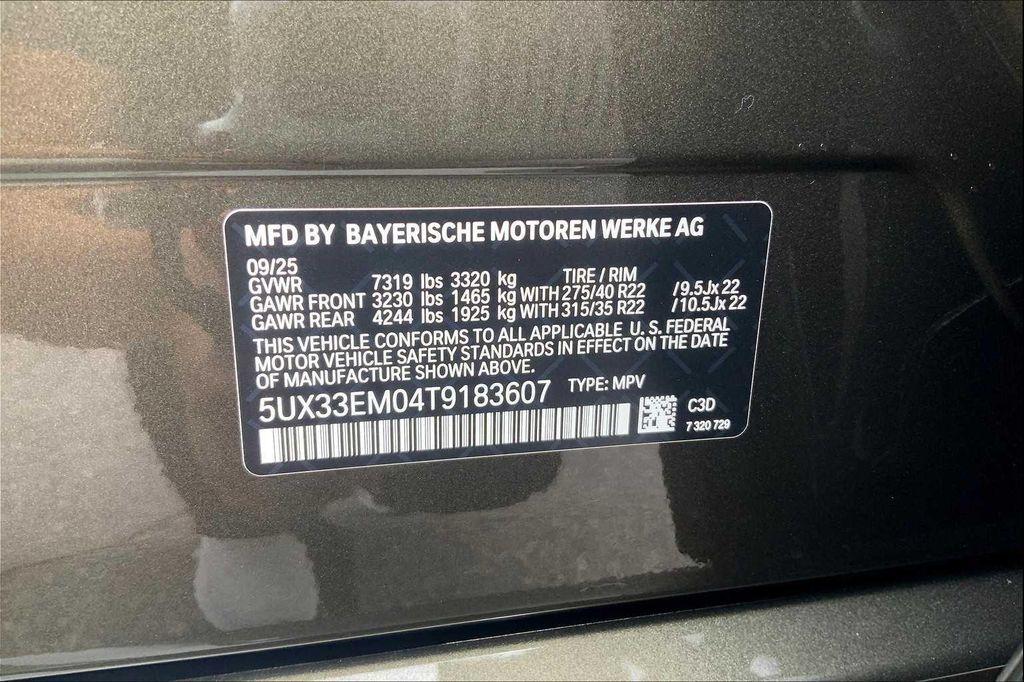 MFD BY BAYERISCHE MOTOREN WERKE AG
09/25
GVWR 7319 lbs 3320 kg TIRE / RIM
GAWR FRONT 3230 lbs 1465 kg WITH 275/40 R22 /9.5Jx22
GAWR REAR 4244 lbs 1925 kg WITH 315/35 R22 /10.5Jx22
THIS VEHICLE CONFORMS TO ALL APPLICABLE U.S. FEDERAL
MOTOR VEHICLE SAFETY STANDARDS IN EFFECT ON THE DATE
OF MANUFACTURE SHOWN ABOVE.
5UX33EM04T9183607 TYPE: MPV
C3D
7 320 729